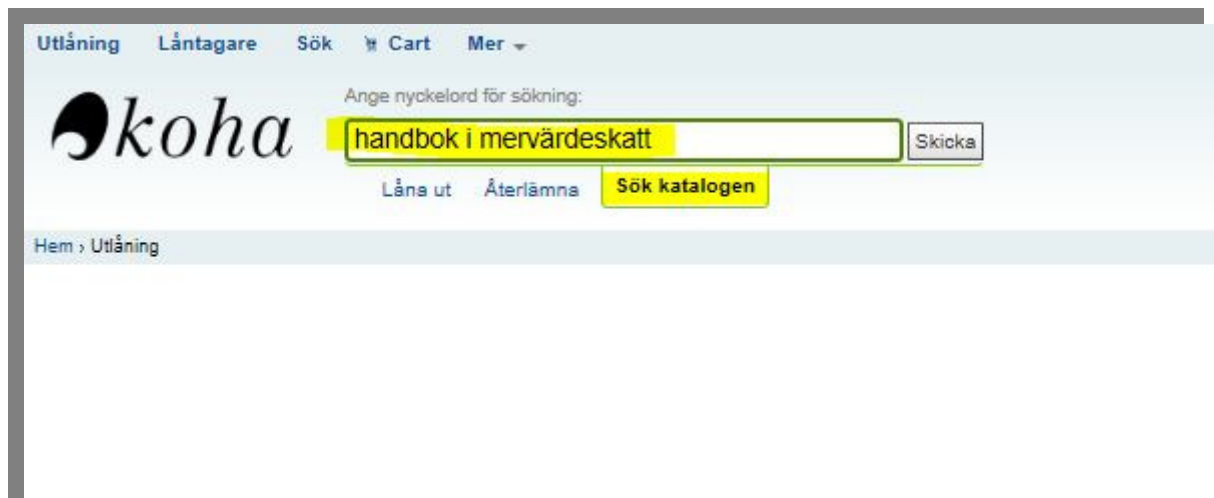 Utlåning Låntagare Sök Cart Mer
koha
Ange nyckelord för sökning:
handbok i mervärdeskatt Skicka
Låna ut Återlämna Sök katalogen
Hem › Utlåning